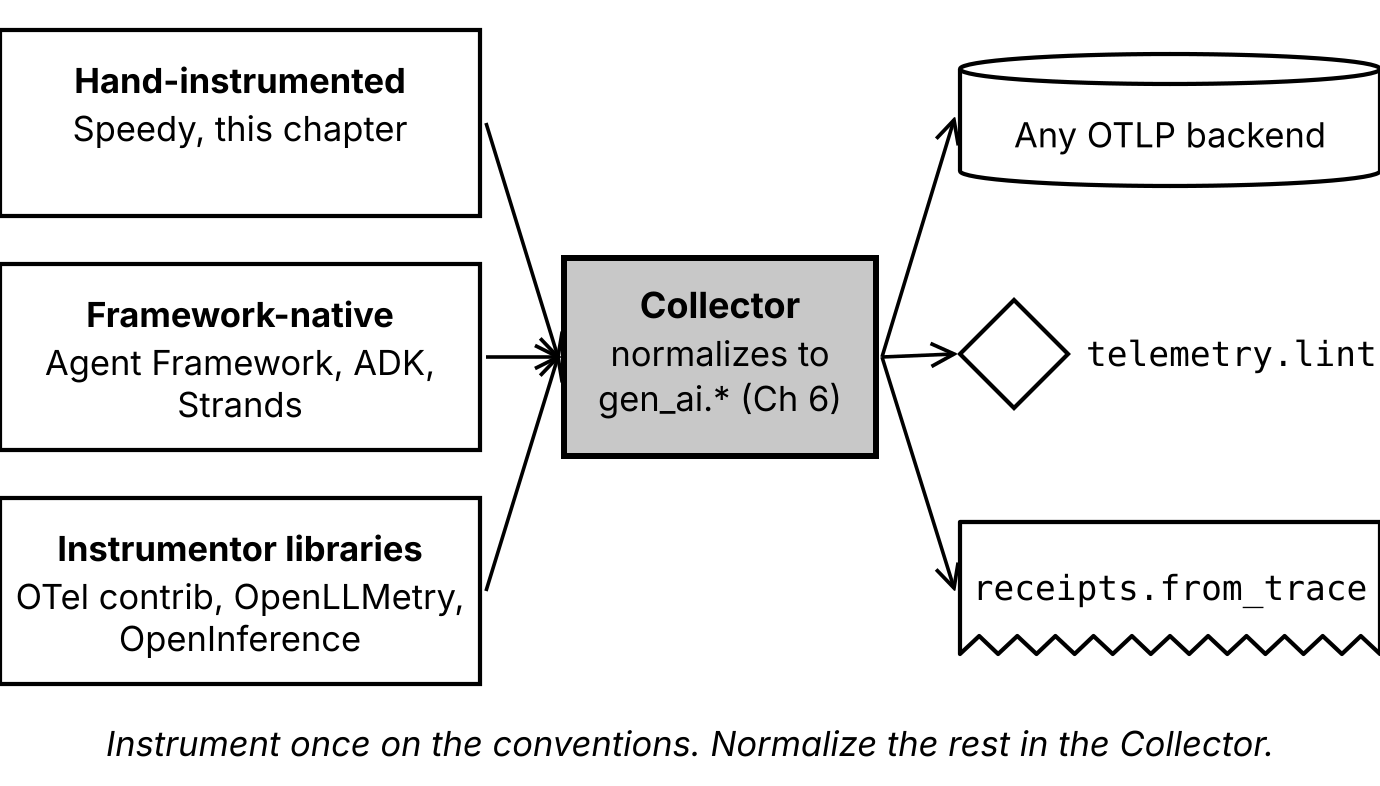 Hand-instrumented
Speedy, this chapter
Framework-native
Agent Framework, ADK,
Strands
Instrumentor libraries
OTel contrib, OpenLLMetry,
OpenInference
Collector
normalizes to
gen_ai.* (Ch 6)
Any OTLP backend
telemetry.lint
receipts.from_trace
Instrument once on the conventions. Normalize the rest in the Collector.